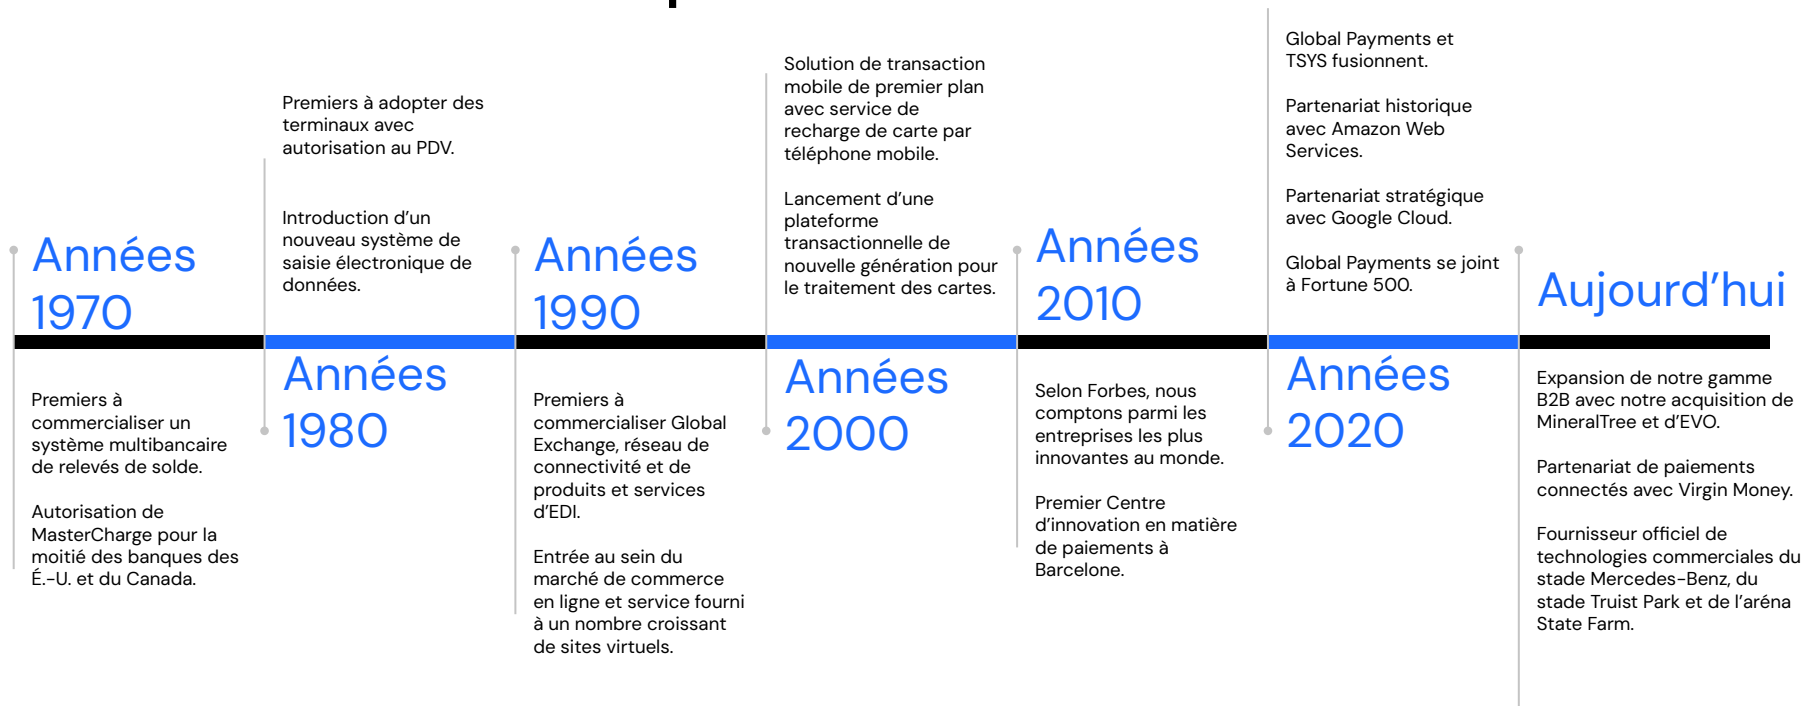 Années
1970
Premiers à
commercialiser un
système multibancaire
de relevés de solde.
Autorisation de
MasterCharge pour la
moitié des banques des
É.-U. et du Canada.
Premiers à adopter des
terminaux avec
autorisation au PDV.
Introduction d’un
nouveau système de
saisie électronique de
données.
Années
1980
Années
1990
Premiers à
commercialiser Global
Exchange, réseau de
connectivité et de
produits et services
d’EDI.
Entrée au sein du
marché de commerce
en ligne et service fourni
à un nombre croissant
de sites virtuels.
Solution de transaction
mobile de premier plan
avec service de
recharge de carte par
téléphone mobile.
Lancement d’une
plateforme
transactionnelle de
nouvelle génération pour
le traitement des cartes.
Années
2000
Années
2010
Selon Forbes, nous
comptons parmi les
entreprises les plus
innovantes au monde.
Premier Centre
d’innovation en matière
de paiements à
Barcelone.
Global Payments et
TSYS fusionnent.
Partenariat historique
avec Amazon Web
Services.
Partenariat stratégique
avec Google Cloud.
Global Payments se joint
à Fortune 500.
Années
2020
Aujourd’hui
Expansion de notre gamme
B2B avec notre acquisition de
MineralTree et d’EVO.
Partenariat de paiements
connectés avec Virgin Money.
Fournisseur officiel de
technologies commerciales du
stade Mercedes-Benz, du
stade Truist Park et de l’aréna
State Farm.